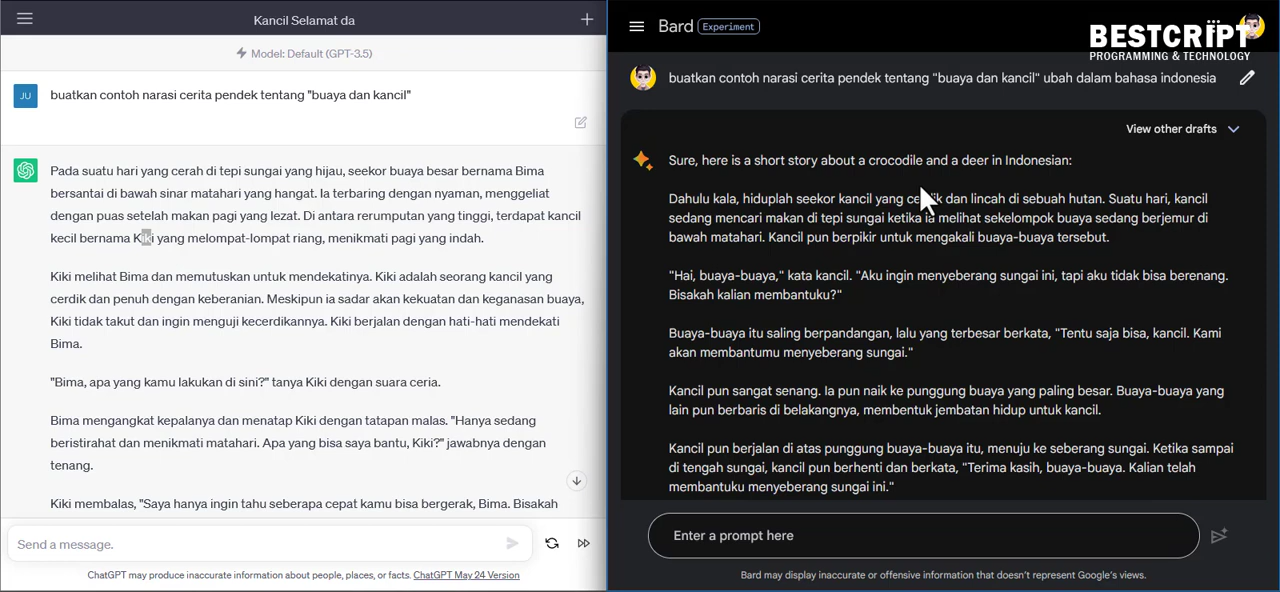 Kancil Selamat da
Model: Default (GPT-3.5)
JU
buatkan contoh narasi cerita pendek tentang "buaya dan kancil"
Pada suatu hari yang cerah di tepi sungai yang hijau, seekor buaya besar bernama Bima
bersantai di bawah sinar matahari yang hangat. Ia terbaring dengan nyaman, menggeliat
dengan puas setelah makan pagi yang lezat. Di antara rerumputan yang tinggi, terdapat kancil
kecil bernama Kiki yang melompat-lompat riang, menikmati pagi yang indah.
Kiki melihat Bima dan memutuskan untuk mendekatinya. Kiki adalah seorang kancil yang
cerdik dan penuh dengan keberanian. Meskipun ia sadar akan kekuatan dan keganasan buaya,
Kiki tidak takut dan ingin menguji kecerdikannya. Kiki berjalan dengan hati-hati mendekati
Bima.
"Bima, apa yang kamu lakukan di sini?" tanya Kiki dengan suara ceria.
Bima mengangkat kepalanya dan menatap Kiki dengan tatapan malas. "Hanya sedang
beristirahat dan menikmati matahari. Apa yang bisa saya bantu, Kiki?" jawabnya dengan
tenang.
Kiki membalas, "Saya hanya ingin tahu seberapa cepat kamu bisa bergerak, Bima. Bisakah
Send a message.
ChatGPT may produce inaccurate information about people, places, or facts. ChatGPT May 24 Version
Bard Experiment
BESTCRIPT
PROGRAMMING & TECHNOLOGY
buatkan contoh narasi cerita pendek tentang "buaya dan kancil" ubah dalam bahasa indonesia
View other drafts
Sure, here is a short story about a crocodile and a deer in Indonesian:
Dahulu kala, hiduplah seekor kancil yang cerdik dan lincah di sebuah hutan. Suatu hari, kancil
sedang mencari makan di tepi sungai ketika ia melihat sekelompok buaya sedang berjemur di
bawah matahari. Kancil pun berpikir untuk mengakali buaya-buaya tersebut.
"Hai, buaya-buaya," kata kancil. "Aku ingin menyeberang sungai ini, tapi aku tidak bisa berenang.
Bisakah kalian membantuku?"
Buaya-buaya itu saling berpandangan, lalu yang terbesar berkata, "Tentu saja bisa, kancil. Kami
akan membantumu menyeberang sungai."
Kancil pun sangat senang. Ia pun naik ke punggung buaya yang paling besar. Buaya-buaya yang
lain pun berbaris di belakangnya, membentuk jembatan hidup untuk kancil.
Kancil pun berjalan di atas punggung buaya-buaya itu, menuju ke seberang sungai. Ketika sampai
di tengah sungai, kancil pun berhenti dan berkata, "Terima kasih, buaya-buaya. Kalian telah
membantuku menyeberang sungai ini."
Enter a prompt here
Bard may display inaccurate or offensive information that doesn't represent Google's views.